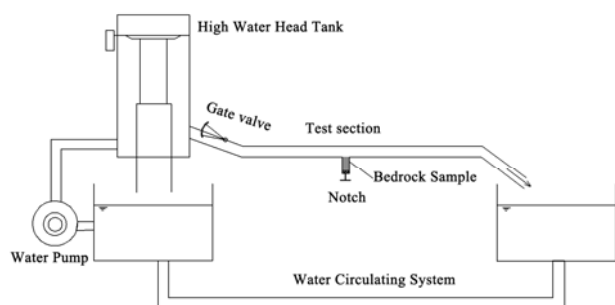 High Water Head Tank
Gate valve
Test section
Bedrock Sample
Notch
Water Pump
Water Circulating System